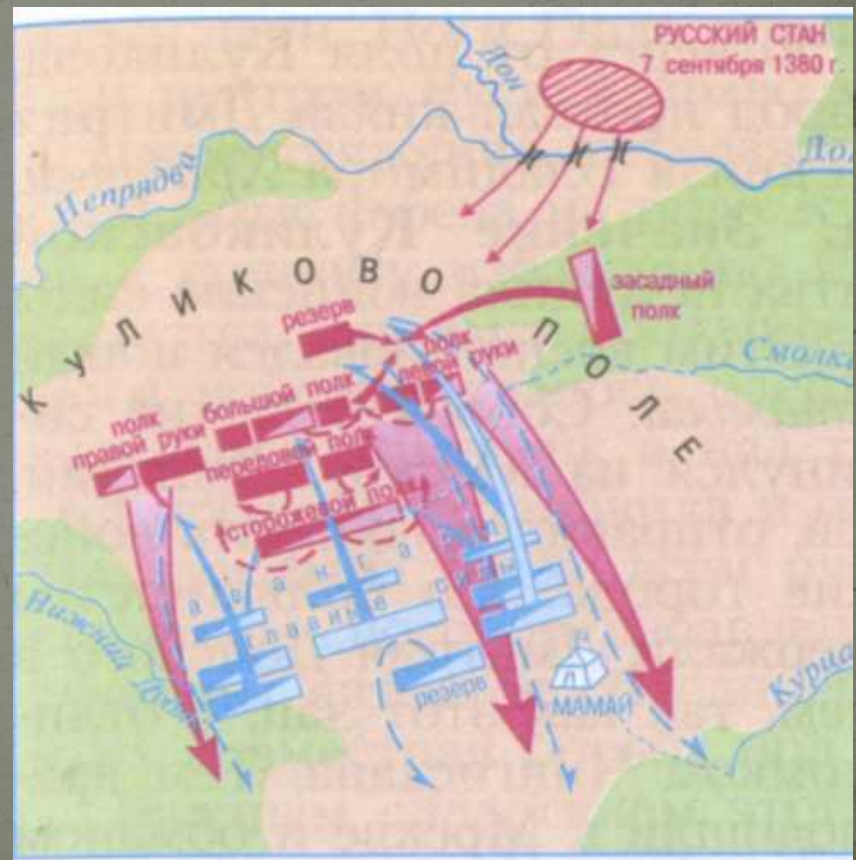 РУССКИЙ СТАН
7 сентября 1380 г.
Дон
Дон
Непрядва
КУЛИКОВО ПОЛЕ
засадный
полк
резерв
Смолка
полк
левой руки
большой полк
полк
правой руки
передовой полк
сторожевой полк
авангард
главные силы
Нижний
резерв
МАМАЙ
Курца